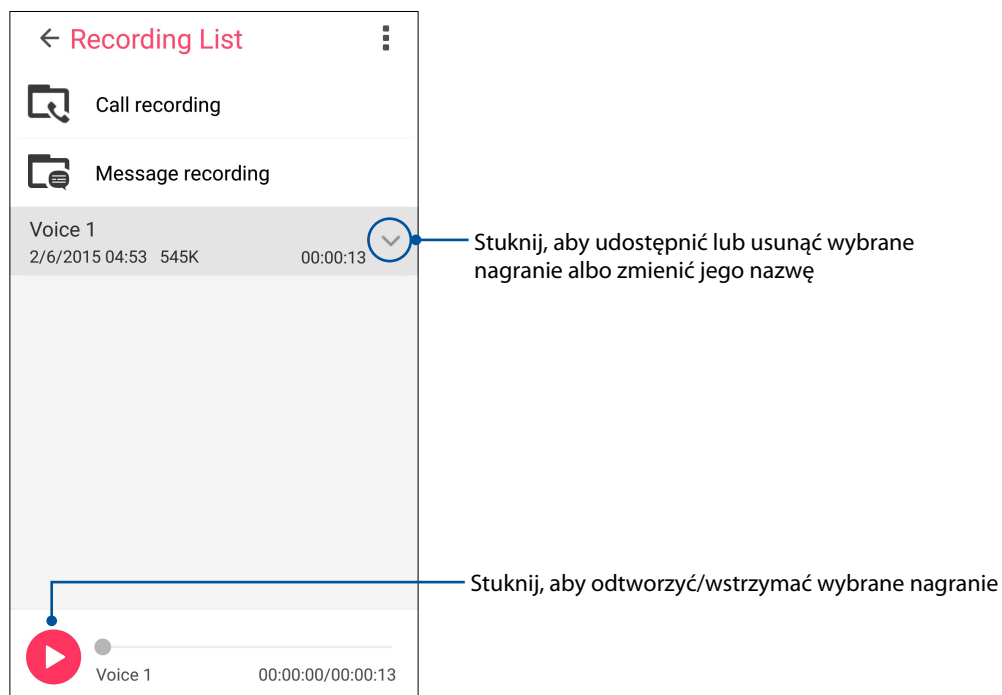 Recording List
Call recording
Message recording
Voice 1
2/6/2015 04:53 545K 00:00:13
Stuknij, aby udostępnić lub usunąć wybrane
nagranie albo zmienić jego nazwę
Stuknij, aby odtworzyć/wstrzymać wybrane nagranie
Voice 1 00:00:00/00:00:13